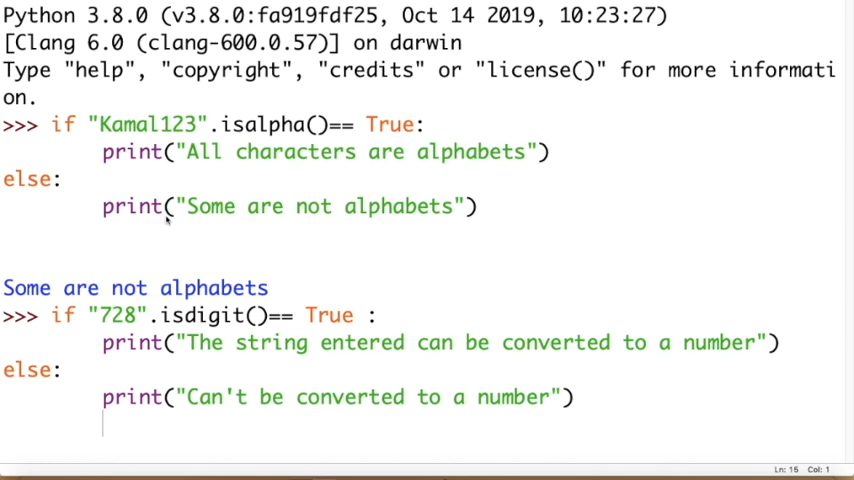 Python 3.8.0 (v3.8.0:fa919fdf25, Oct 14 2019, 10:23:27)
[Clang 6.0 (clang-600.0.57)] on darwin
Type "help", "copyright", "credits" or "license()" for more informati
on.
>>> if "Kamal123".isalpha()== True:
        print("All characters are alphabets")
else:
        print("Some are not alphabets")
Some are not alphabets
>>> if "728".isdigit()== True :
        print("The string entered can be converted to a number")
else:
        print("Can't be converted to a number")
Ln: 15 Col: 1